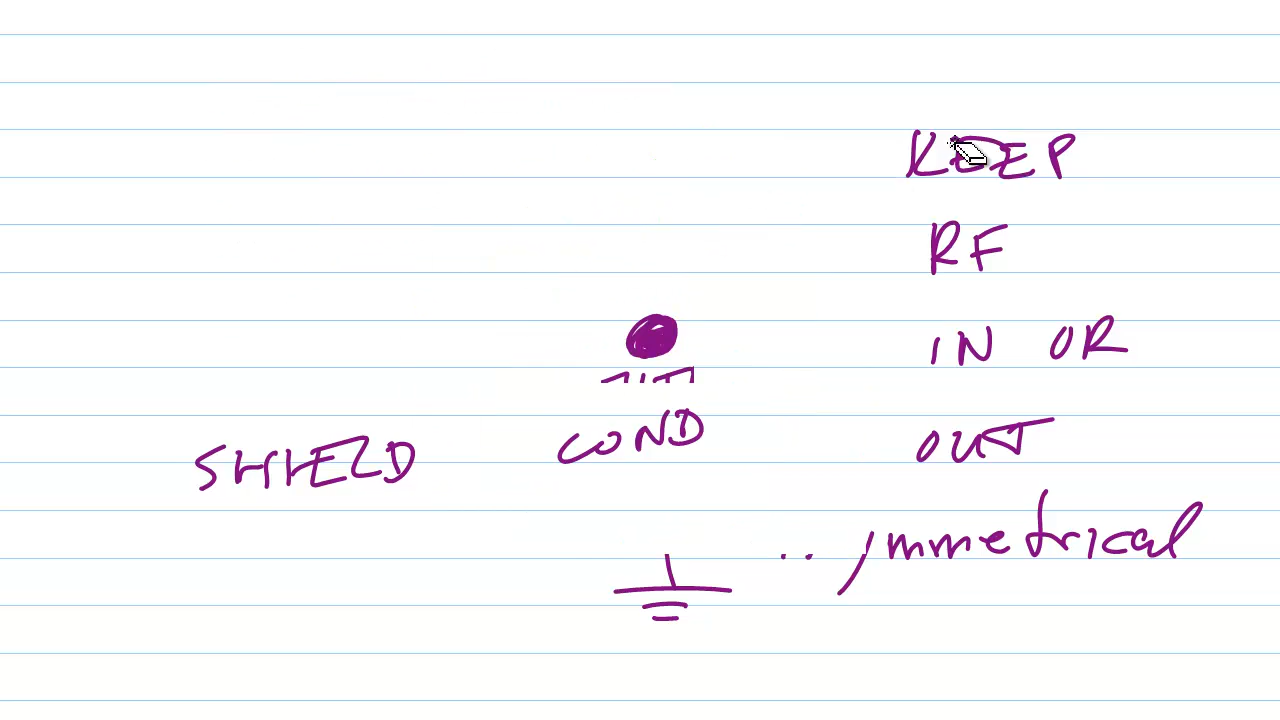 KEEP
RF
IN OR
OUT
COND
SHIELD
ymmetrical